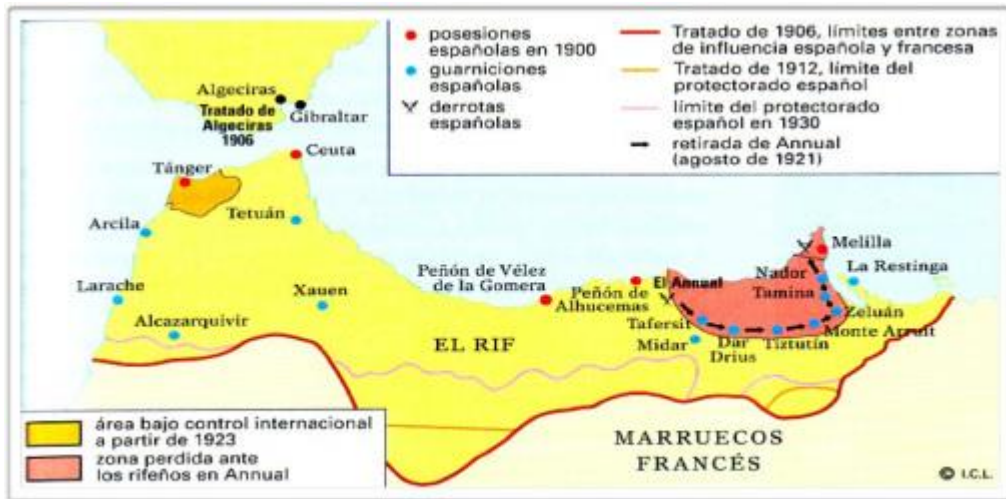 posesiones
españolas en 1900
guarniciones
españolas
derrotas
españolas
Tratado de 1906, límites entre zonas
de influencia española y francesa
Tratado de 1912, límite del
protectorado español
límite del protectorado
español en 1930
retirada de Annual
(agosto de 1921)
Algeciras
Tratado de
Algeciras
1906
Gibraltar
Ceuta
Tánger
Tetuán
Arcila
Larache
Xauen
Alcazarquivir
Peñón de Vélez
de la Gomera
Peñón de
Alhucemas
El Annual
Melilla
Nador
La Restinga
Tamina
Zeluán
Tafersit
Monte Arruit
Midar
Dar
Drius
Tiztutín
EL RIF
MARRUECOS
FRANCÉS
área bajo control internacional
a partir de 1923
zona perdida ante
los rifeños en Annual
© I.C.L.